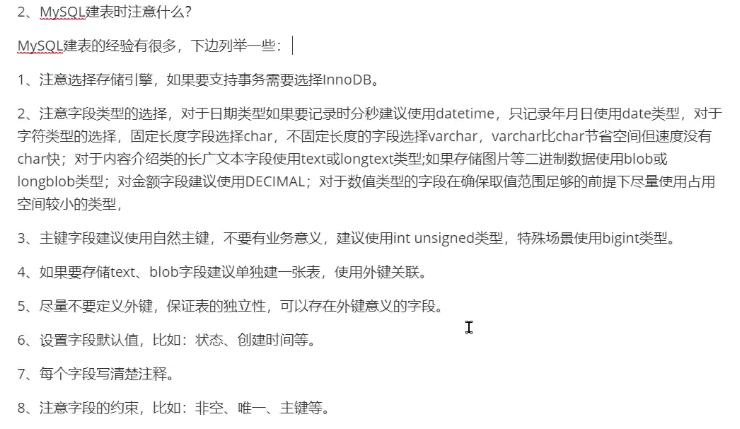 2、MySQL建表时注意什么?
MySQL建表的经验有很多，下边列举一些：
1、注意选择存储引擎，如果要支持事务需要选择InnoDB。
2、注意字段类型的选择，对于日期类型如果要记录时分秒建议使用datetime，只记录年月日使用date类型，对于
字符类型的选择，固定长度字段选择char，不固定长度的字段选择varchar，varchar比char节省空间但速度没有
char快；对于内容介绍类的长广文本字段使用text或longtext类型;如果存储图片等二进制数据使用blob或
longblob类型；对金额字段建议使用DECIMAL；对于数值类型的字段在确保取值范围足够的前提下尽量使用占用
空间较小的类型，
3、主键字段建议使用自然主键，不要有业务意义，建议使用int unsigned类型，特殊场景使用bigint类型。
4、如果要存储text、blob字段建议单独建一张表，使用外键关联。
5、尽量不要定义外键，保证表的独立性，可以存在外键意义的字段。
6、设置字段默认值，比如：状态、创建时间等。
7、每个字段写清楚注释。
8、注意字段的约束，比如：非空、唯一、主键等。